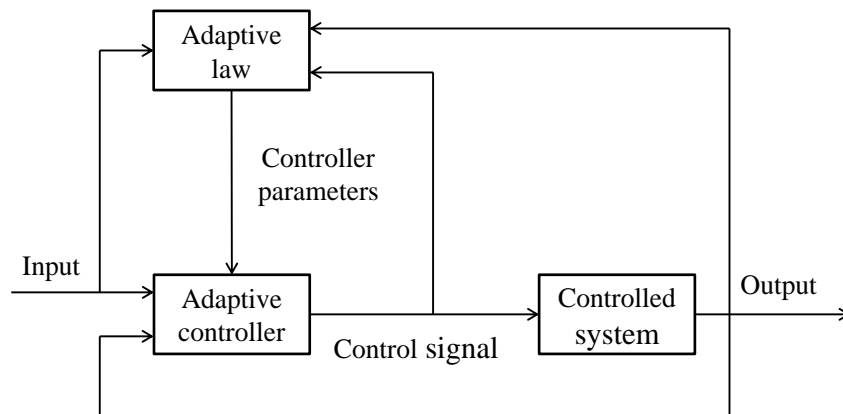 Adaptive
law
Controller
parameters
Input
Adaptive
controller
Control signal
Controlled
system
Output